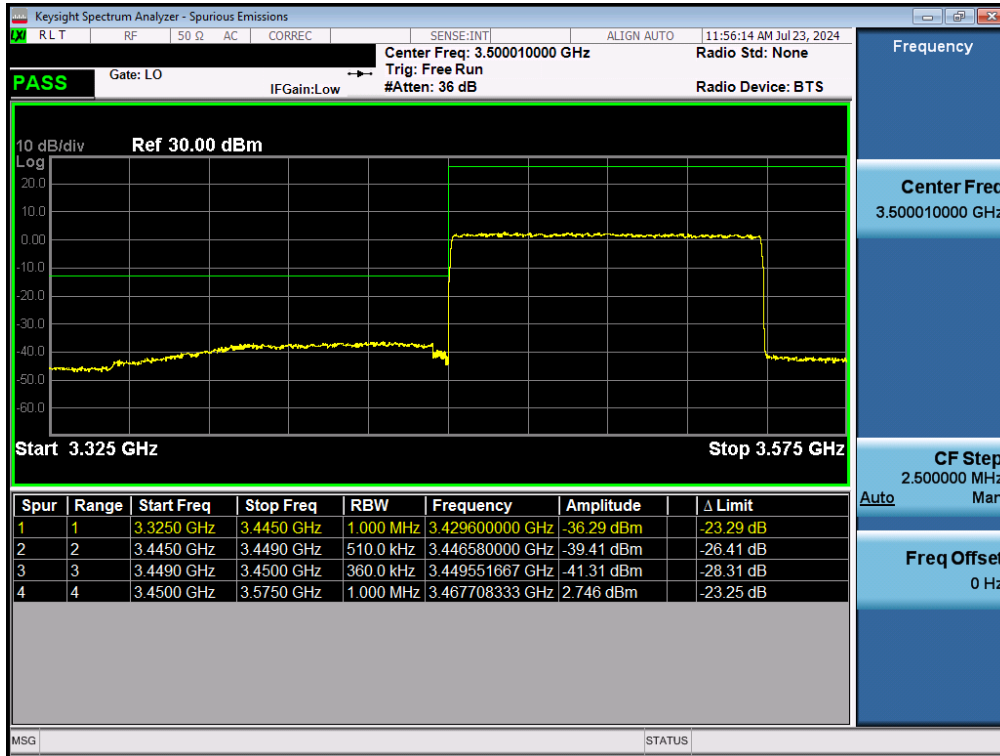 Keysight Spectrum Analyzer - Spurious Emissions
LXI RLT RF 50 Ω AC CORREC SENSE:INT ALIGN AUTO 11:56:14 AM Jul 23, 2024
Center Freq: 3.500010000 GHz Radio Std: None
Gate: LO Trig: Free Run
PASS IFGain:Low #Atten: 36 dB Radio Device: BTS
Frequency
10 dB/div Ref 30.00 dBm
Log
20.0
10.0
0.00
-10.0
-20.0
-30.0
-40.0
-50.0
-60.0
Start 3.325 GHz Stop 3.575 GHz
Center Freq
3.500010000 GHz
CF Step
2.500000 MHz
Auto Man
Freq Offset
0 Hz
Spur Range Start Freq Stop Freq RBW Frequency Amplitude Δ Limit
1 1 3.3250 GHz 3.4450 GHz 1.000 MHz 3.429600000 GHz -36.29 dBm -23.29 dB
2 2 3.4450 GHz 3.4490 GHz 510.0 kHz 3.446580000 GHz -39.41 dBm -26.41 dB
3 3 3.4490 GHz 3.4500 GHz 360.0 kHz 3.449551667 GHz -41.31 dBm -28.31 dB
4 4 3.4500 GHz 3.5750 GHz 1.000 MHz 3.467708333 GHz 2.746 dBm -23.25 dB
MSG STATUS